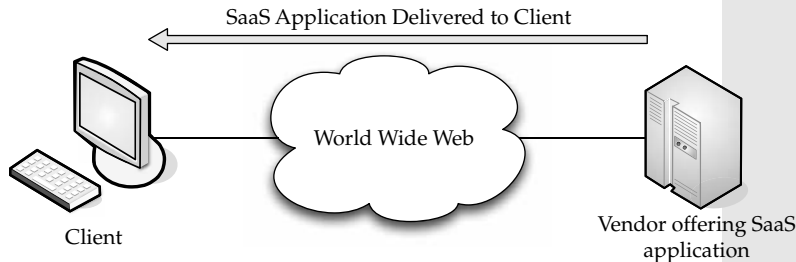 SaaS Application Delivered to Client
World Wide Web
Client
Vendor offering SaaS
application